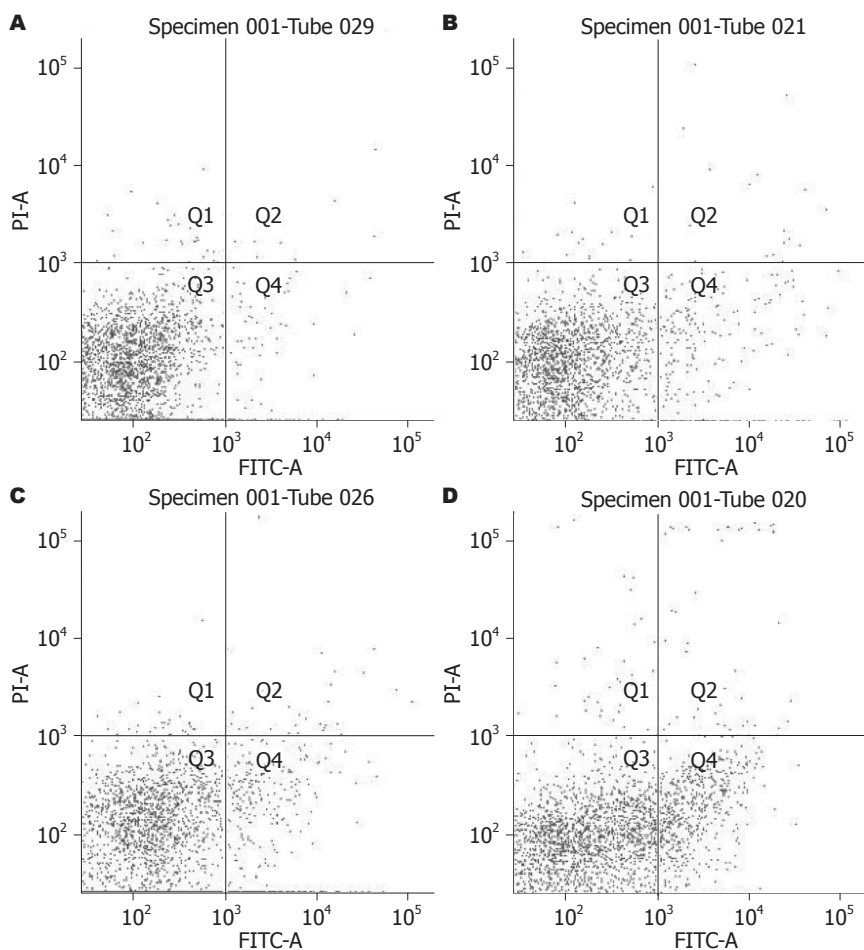 A
Specimen 001-Tube 029
10^5
10^4
10^3
10^2
PI-A
Q1
Q2
Q3
Q4
10^2
10^3
10^4
10^5
FITC-A
B
Specimen 001-Tube 021
10^5
10^4
10^3
10^2
PI-A
Q1
Q2
Q3
Q4
10^2
10^3
10^4
10^5
FITC-A
C
Specimen 001-Tube 026
10^5
10^4
10^3
10^2
PI-A
Q1
Q2
Q3
Q4
10^2
10^3
10^4
10^5
FITC-A
D
Specimen 001-Tube 020
10^5
10^4
10^3
10^2
PI-A
Q1
Q2
Q3
Q4
10^2
10^3
10^4
10^5
FITC-A